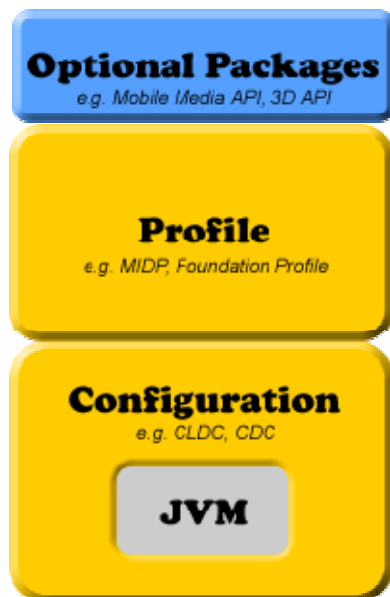 Optional Packages
e.g. Mobile Media API, 3D API
Profile
e.g. MIDP, Foundation Profile
Configuration
e.g. CLDC, CDC
JVM